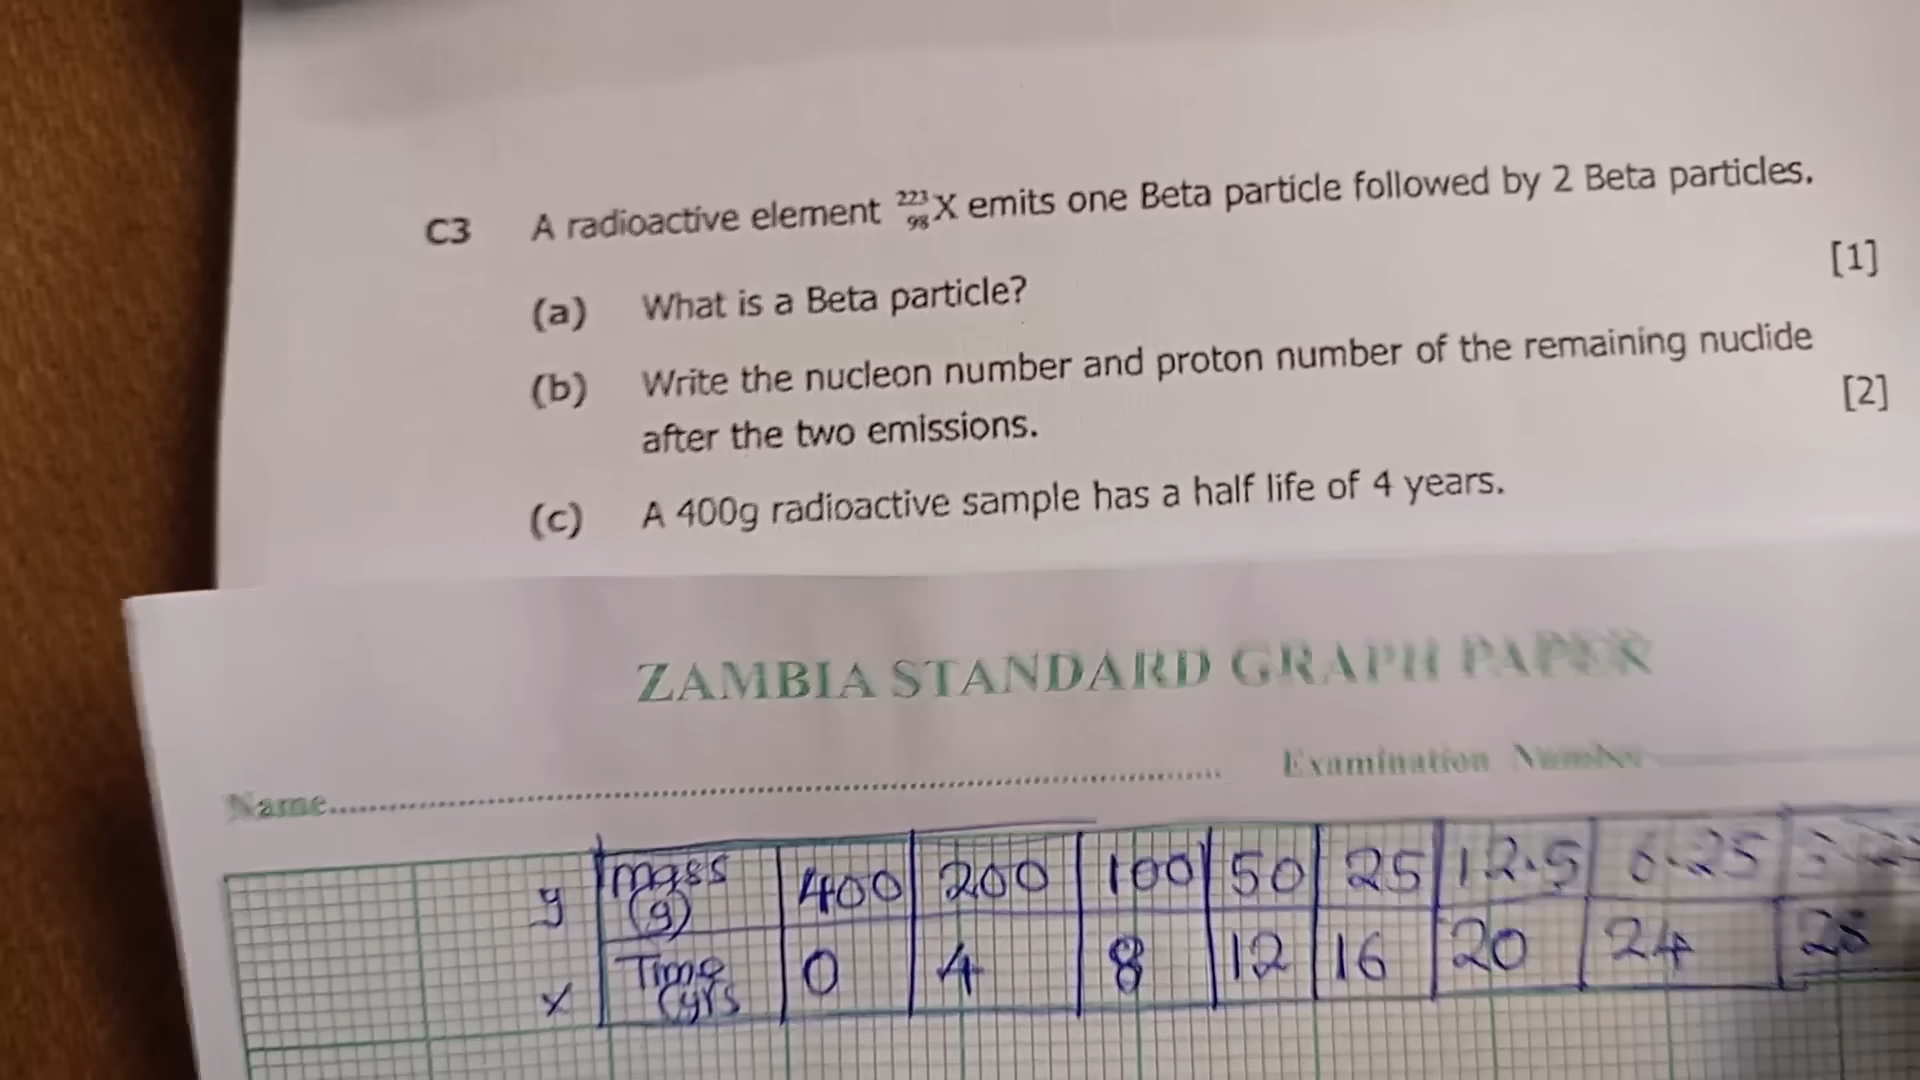 C3 A radioactive element ²²³₉₈X emits one Beta particle followed by 2 Beta particles.
(a) What is a Beta particle? [1]
(b) Write the nucleon number and proton number of the remaining nuclide
after the two emissions. [2]
(c) A 400g radioactive sample has a half life of 4 years.
ZAMBIA STANDARD GRAPH PAPER
Name Examination Number
y mass (g) 400 200 100 50 25 12.5 6.25
x Time (yrs 0 4 8 12 16 20 24 28